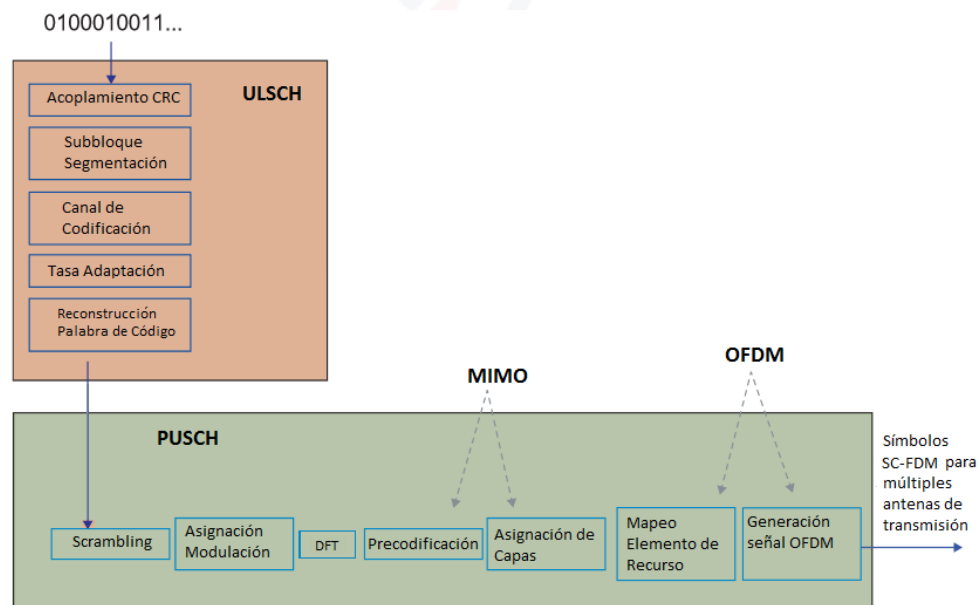 0100010011...
ULSCH
Acoplamiento CRC
Subbloque
Segmentación
Canal de
Codificación
Tasa Adaptación
Reconstrucción
Palabra de Código
MIMO
OFDM
PUSCH
Scrambling
Asignación
Modulación
DFT
Precodificación
Asignación de
Capas
Mapeo
Elemento de
Recurso
Generación
señal OFDM
Símbolos
SC-FDM para
múltiples
antenas de
transmisión